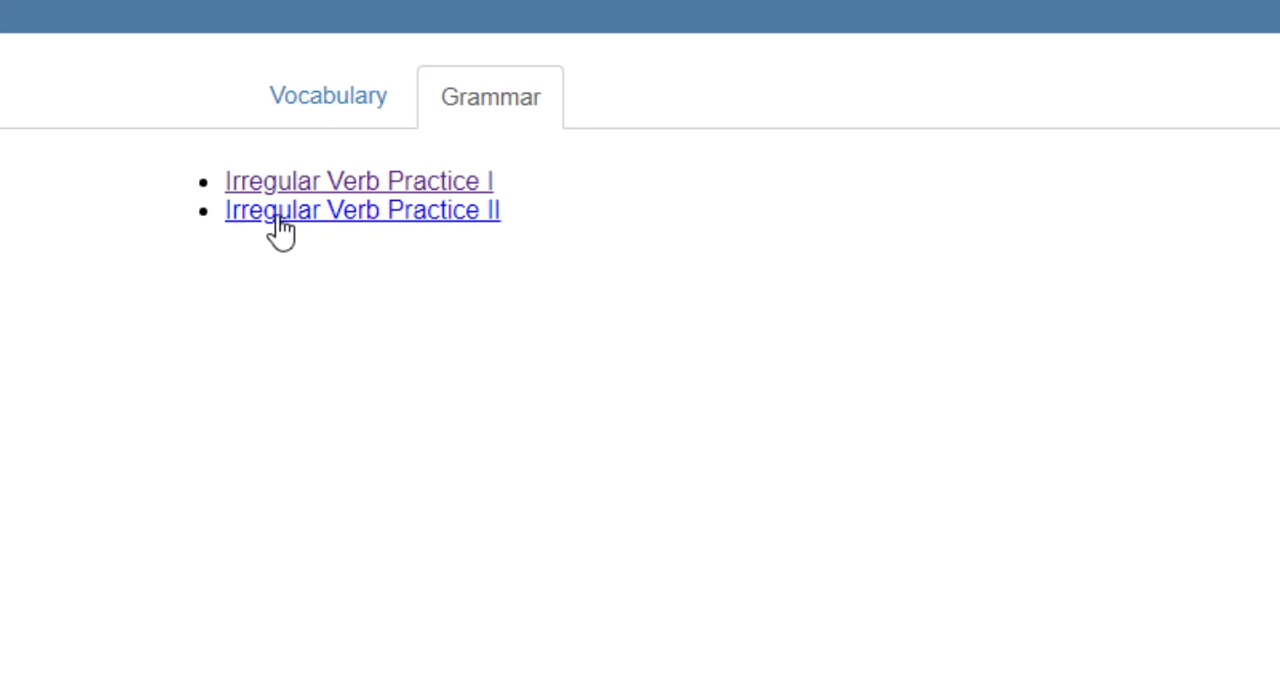 Vocabulary Grammar
Irregular Verb Practice I
Irregular Verb Practice II